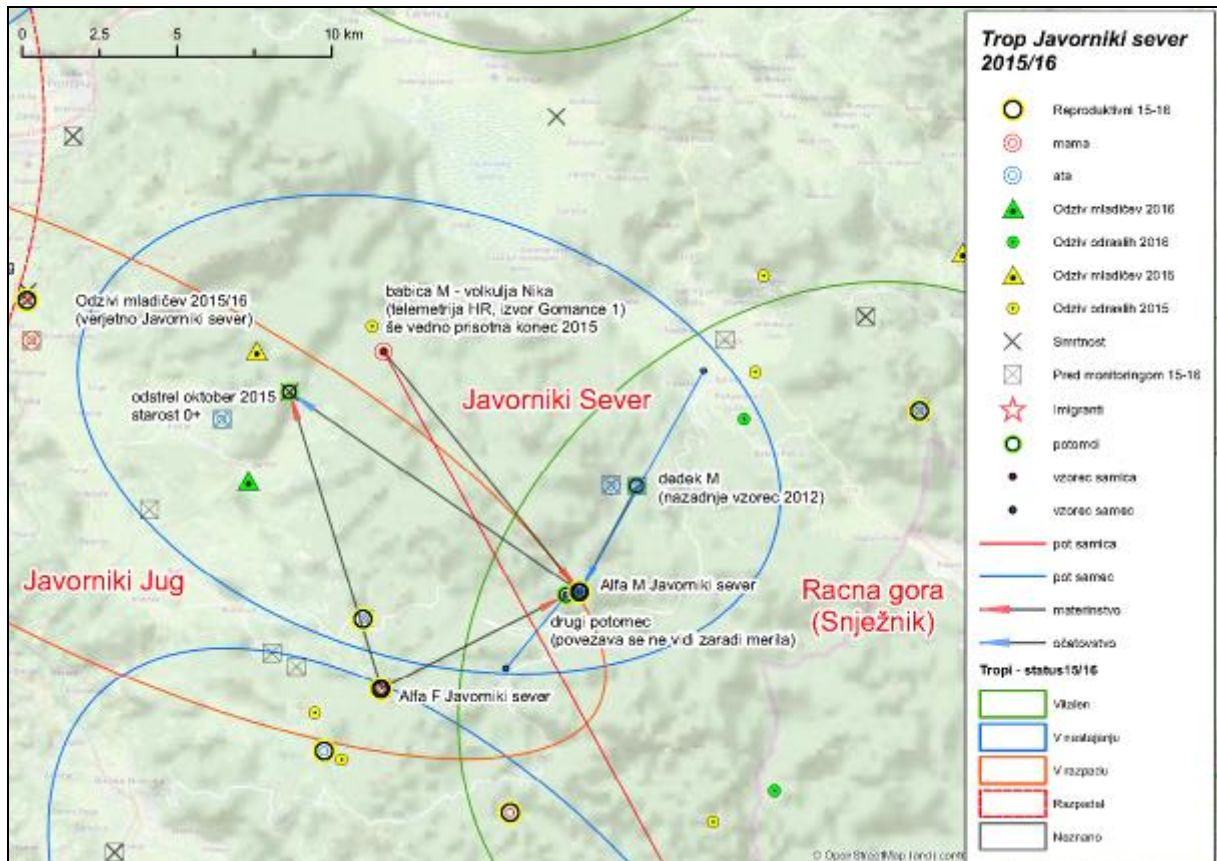 0 2.5 5 10 km
Odzivi mladičev 2015/16
(verjetno Javorniki sever)
babica M - volkulja Nika
(telemetrija HR, izvor Gomance 1)
še vedno prisotna konec 2015
odstrel oktober 2015
starost 0+
Javorniki Sever
dedek M
(nazadnje vzorec 2012)
Javorniki Jug
Alfa M Javorniki sever
Racna gora
(Snježnik)
drugi potomec
(povezava se ne vidi zaradi merila)
Alfa F Javorniki sever
© OpenStreetMap (and) conti
Trop Javorniki sever
2015/16
Reproduktivni 15-16
mama
ata
Odziv mladičev 2016
Odziv odraslih 2016
Odziv mladičev 2015
Odziv odraslih 2015
Smrtnost
Pred monitoringom 15-16
Imigranti
potomci
vzorec samica
vzorec samec
pot samica
pot samec
materinstvo
očetovstvo
Tropi - status15/16
Vitalen
V nastajanju
V razpadu
Razpadel
Neznano